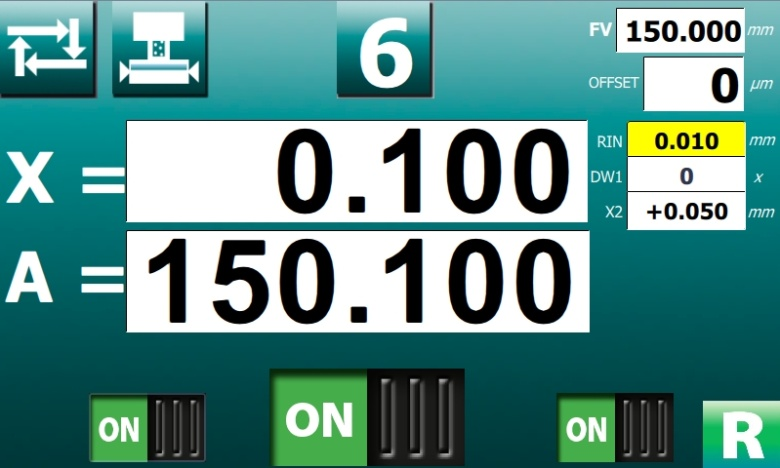 6
FV 150.000 mm
OFFSET 0 μm
RIN 0.010 mm
DW1 0 x
X2 +0.050 mm
X = 0.100
A = 150.100
ON
ON
ON
R